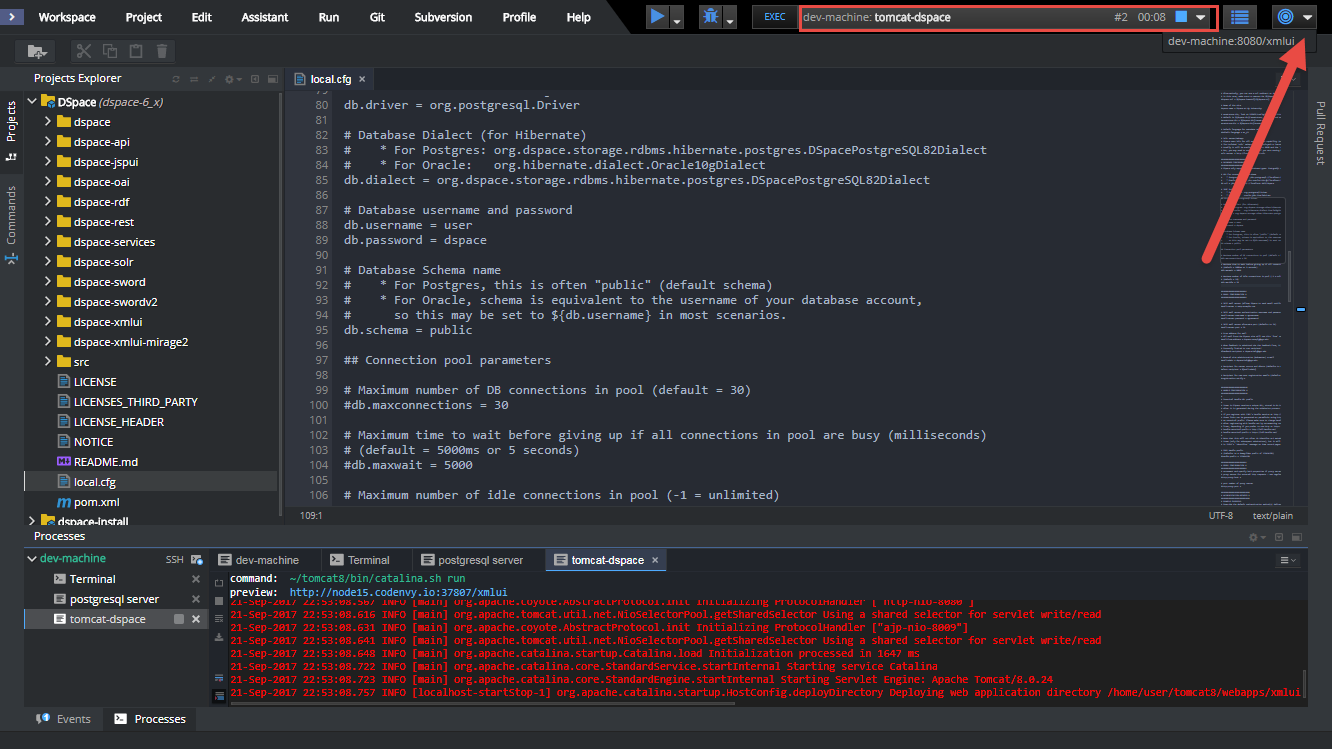 Workspace Project Edit Assistant Run Git Subversion Profile Help
EXEC
dev-machine: tomcat-dspace #2 00:08
dev-machine:8080/xmlui
Projects Explorer
local.cfg ×
Projects
Commands
Pull Request
DSpace (dspace-6_x)
dspace
dspace-api
dspace-jspui
dspace-oai
dspace-rdf
dspace-rest
dspace-services
dspace-solr
dspace-sword
dspace-swordv2
dspace-xmlui
dspace-xmlui-mirage2
src
LICENSE
LICENSES_THIRD_PARTY
LICENSE_HEADER
NOTICE
README.md
local.cfg
pom.xml
dspace-install
80 db.driver = org.postgresql.Driver
81
82 # Database Dialect (for Hibernate)
83 #    * For Postgres: org.dspace.storage.rdbms.hibernate.postgres.DSpacePostgreSQL82Dialect
84 #    * For Oracle:   org.hibernate.dialect.Oracle10gDialect
85 db.dialect = org.dspace.storage.rdbms.hibernate.postgres.DSpacePostgreSQL82Dialect
86
87 # Database username and password
88 db.username = user
89 db.password = dspace
90
91 # Database Schema name
92 #    * For Postgres, this is often "public" (default schema)
93 #    * For Oracle, schema is equivalent to the username of your database account,
94 #      so this may be set to ${db.username} in most scenarios.
95 db.schema = public
96
97 ## Connection pool parameters
98
99 # Maximum number of DB connections in pool (default = 30)
100 #db.maxconnections = 30
101
102 # Maximum time to wait before giving up if all connections in pool are busy (milliseconds)
103 # (default = 5000ms or 5 seconds)
104 #db.maxwait = 5000
105
106 # Maximum number of idle connections in pool (-1 = unlimited)
109:1 UTF-8 text/plain
Processes
dev-machine SSH
Terminal
postgresql server
tomcat-dspace
dev-machine Terminal postgresql server tomcat-dspace ×
command: ~/tomcat8/bin/catalina.sh run
preview: http://node15.codenvy.io:37807/xmlui
21-Sep-2017 22:53:08.567 INFO [main] org.apache.coyote.AbstractProtocol.init Initializing ProtocolHandler ["http-nio-8080"]
21-Sep-2017 22:53:08.616 INFO [main] org.apache.tomcat.util.net.NioSelectorPool.getSharedSelector Using a shared selector for servlet write/read
21-Sep-2017 22:53:08.631 INFO [main] org.apache.coyote.AbstractProtocol.init Initializing ProtocolHandler ["ajp-nio-8009"]
21-Sep-2017 22:53:08.641 INFO [main] org.apache.tomcat.util.net.NioSelectorPool.getSharedSelector Using a shared selector for servlet write/read
21-Sep-2017 22:53:08.648 INFO [main] org.apache.catalina.startup.Catalina.load Initialization processed in 1647 ms
21-Sep-2017 22:53:08.722 INFO [main] org.apache.catalina.core.StandardService.startInternal Starting service Catalina
21-Sep-2017 22:53:08.723 INFO [main] org.apache.catalina.core.StandardEngine.startInternal Starting Servlet Engine: Apache Tomcat/8.0.24
21-Sep-2017 22:53:08.757 INFO [localhost-startStop-1] org.apache.catalina.startup.HostConfig.deployDirectory Deploying web application directory /home/user/tomcat8/webapps/xmlui
Events Processes